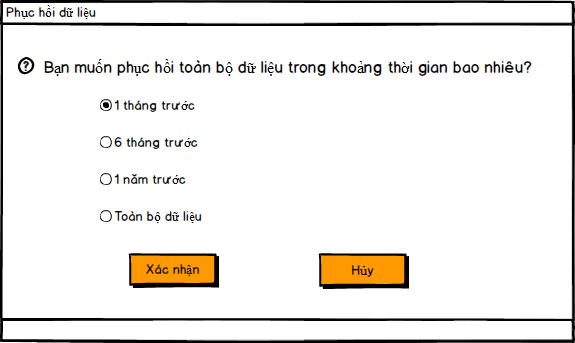 Phục hồi dữ liệu
? Bạn muốn phục hồi toàn bộ dữ liệu trong khoảng thời gian bao nhiêu?
1 tháng trước
6 tháng trước
1 năm trước
Toàn bộ dữ liệu
Xác nhận Hủy